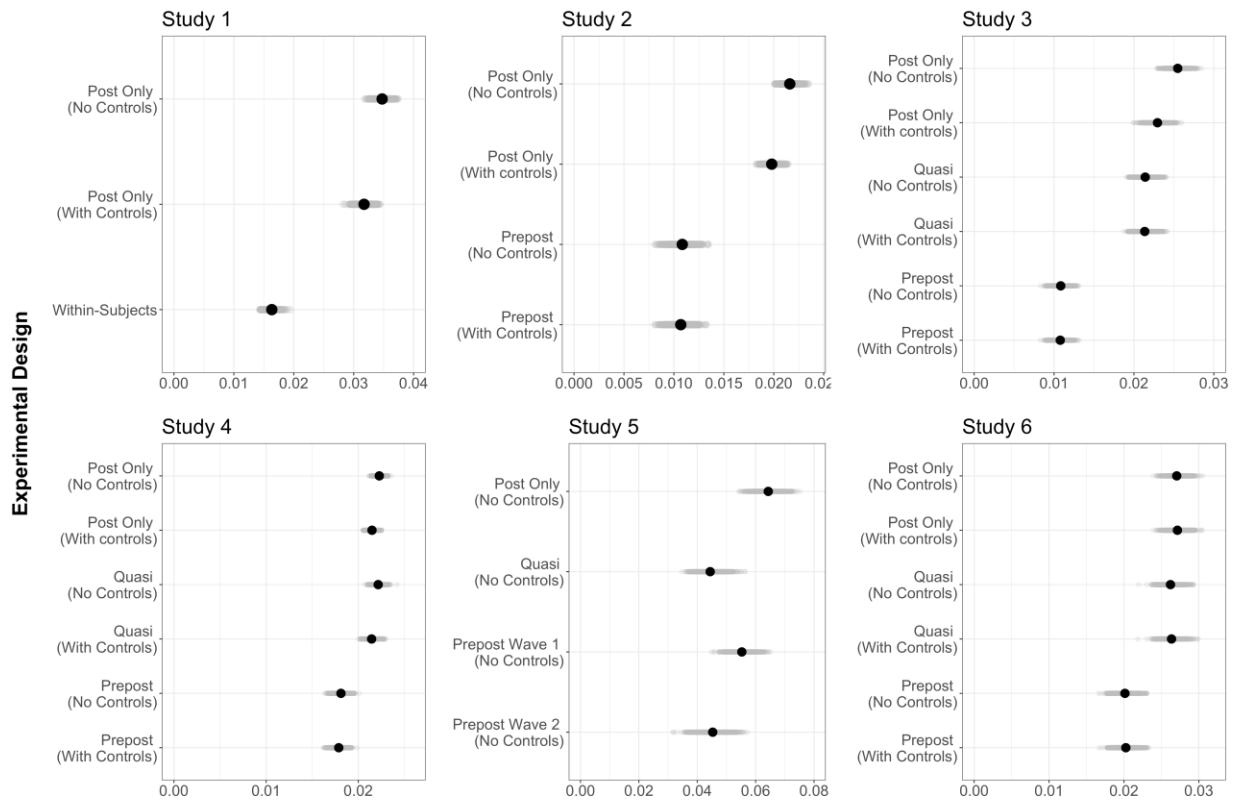 Experimental Design
Study 1
Post Only
(No Controls)
Post Only
(With Controls)
Within-Subjects
0.00 0.01 0.02 0.03 0.04
Study 2
Post Only
(No Controls)
Post Only
(With controls)
Prepost
(No Controls)
Prepost
(With Controls)
0.000 0.005 0.010 0.015 0.020 0.02
Study 3
Post Only
(No Controls)
Post Only
(With controls)
Quasi
(No Controls)
Quasi
(With Controls)
Prepost
(No Controls)
Prepost
(With Controls)
0.00 0.01 0.02 0.03
Study 4
Post Only
(No Controls)
Post Only
(With controls)
Quasi
(No Controls)
Quasi
(With Controls)
Prepost
(No Controls)
Prepost
(With Controls)
0.00 0.01 0.02
Study 5
Post Only
(No Controls)
Quasi
(No Controls)
Prepost Wave 1
(No Controls)
Prepost Wave 2
(No Controls)
0.00 0.02 0.04 0.06 0.08
Study 6
Post Only
(No Controls)
Post Only
(With controls)
Quasi
(No Controls)
Quasi
(With Controls)
Prepost
(No Controls)
Prepost
(With Controls)
0.00 0.01 0.02 0.03